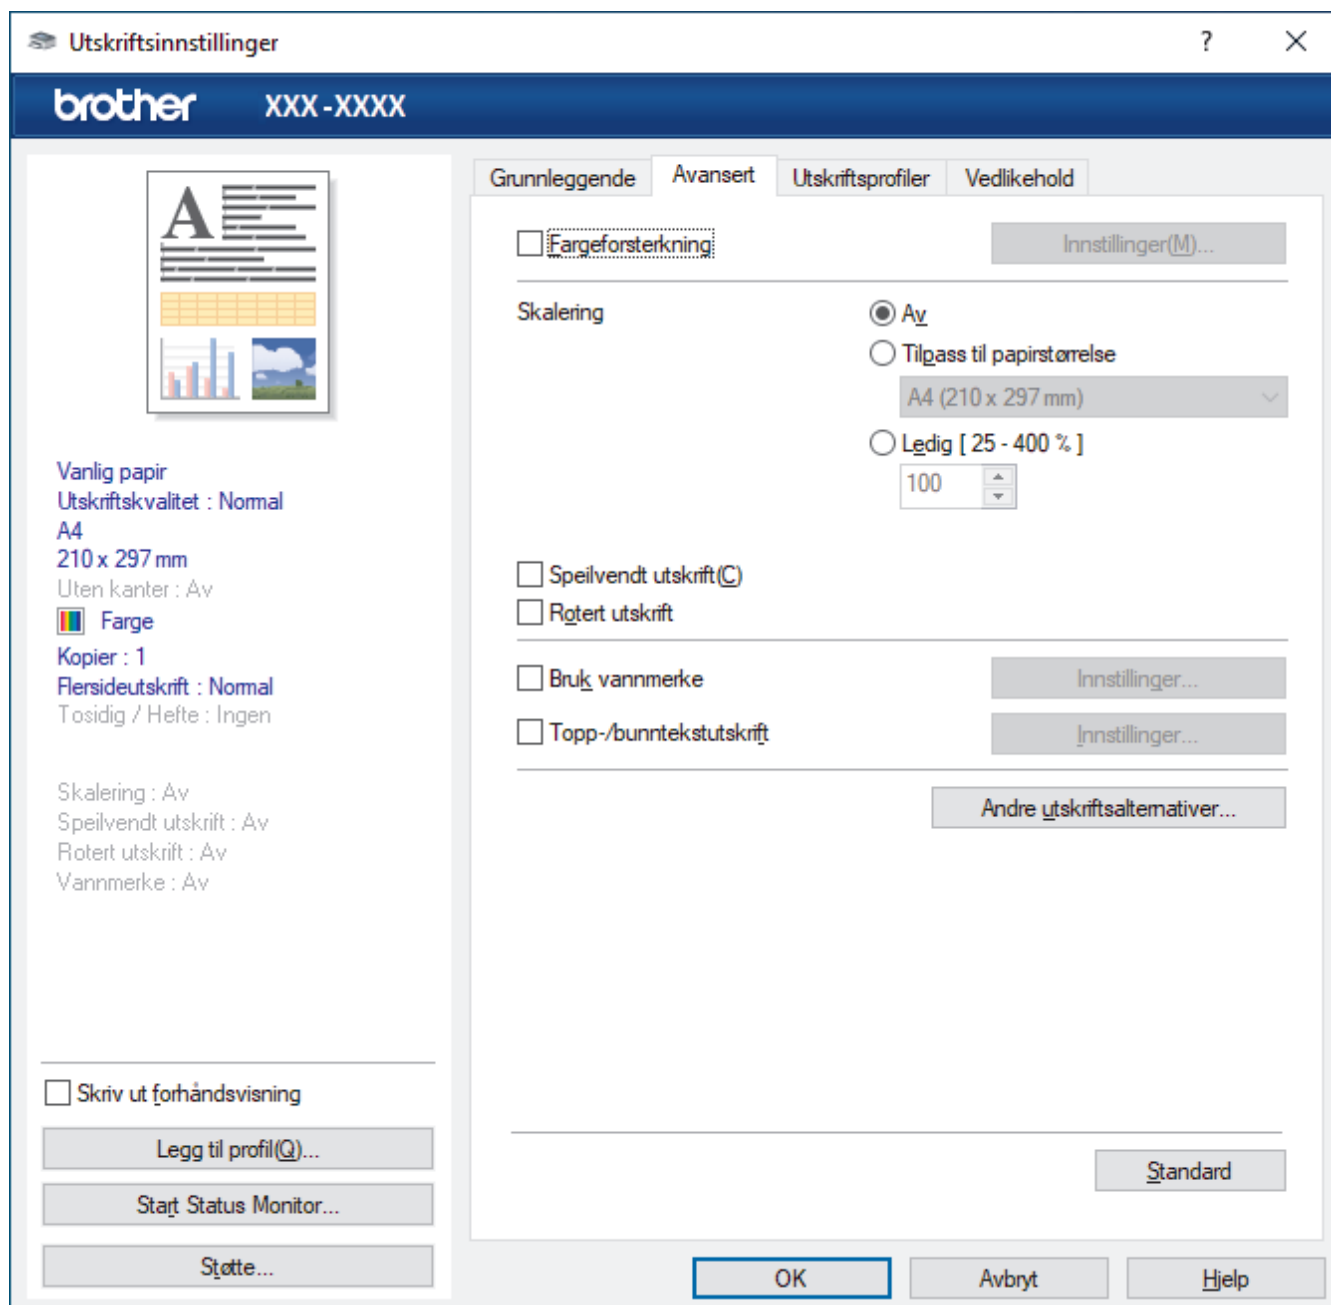 Utskriftsinnstillinger
?
brother XXX-XXXX
A
Vanlig papir
Utskriftskvalitet : Normal
A4
210 x 297 mm
Uten kanter : Av
Farge
Kopier : 1
Flersideutskrift : Normal
Tosidig / Hefte : Ingen
Skalering : Av
Speilvendt utskrift : Av
Rotert utskrift : Av
Vannmerke : Av
Skriv ut forhåndsvisning
Legg til profil(Q)...
Start Status Monitor...
Støtte...
Grunnleggende Avansert Utskriftsprofiler Vedlikehold
Fargeforsterkning Innstillinger(M)...
Skalering Av
Tilpass til papirstørrelse
A4 (210 x 297 mm)
Ledig [ 25 - 400 % ]
100
Speilvendt utskrift(C)
Rotert utskrift
Bruk vannmerke Innstillinger...
Topp-/bunntekstutskrift Innstillinger...
Andre utskriftsalternativer...
Standard
OK Avbryt Hjelp